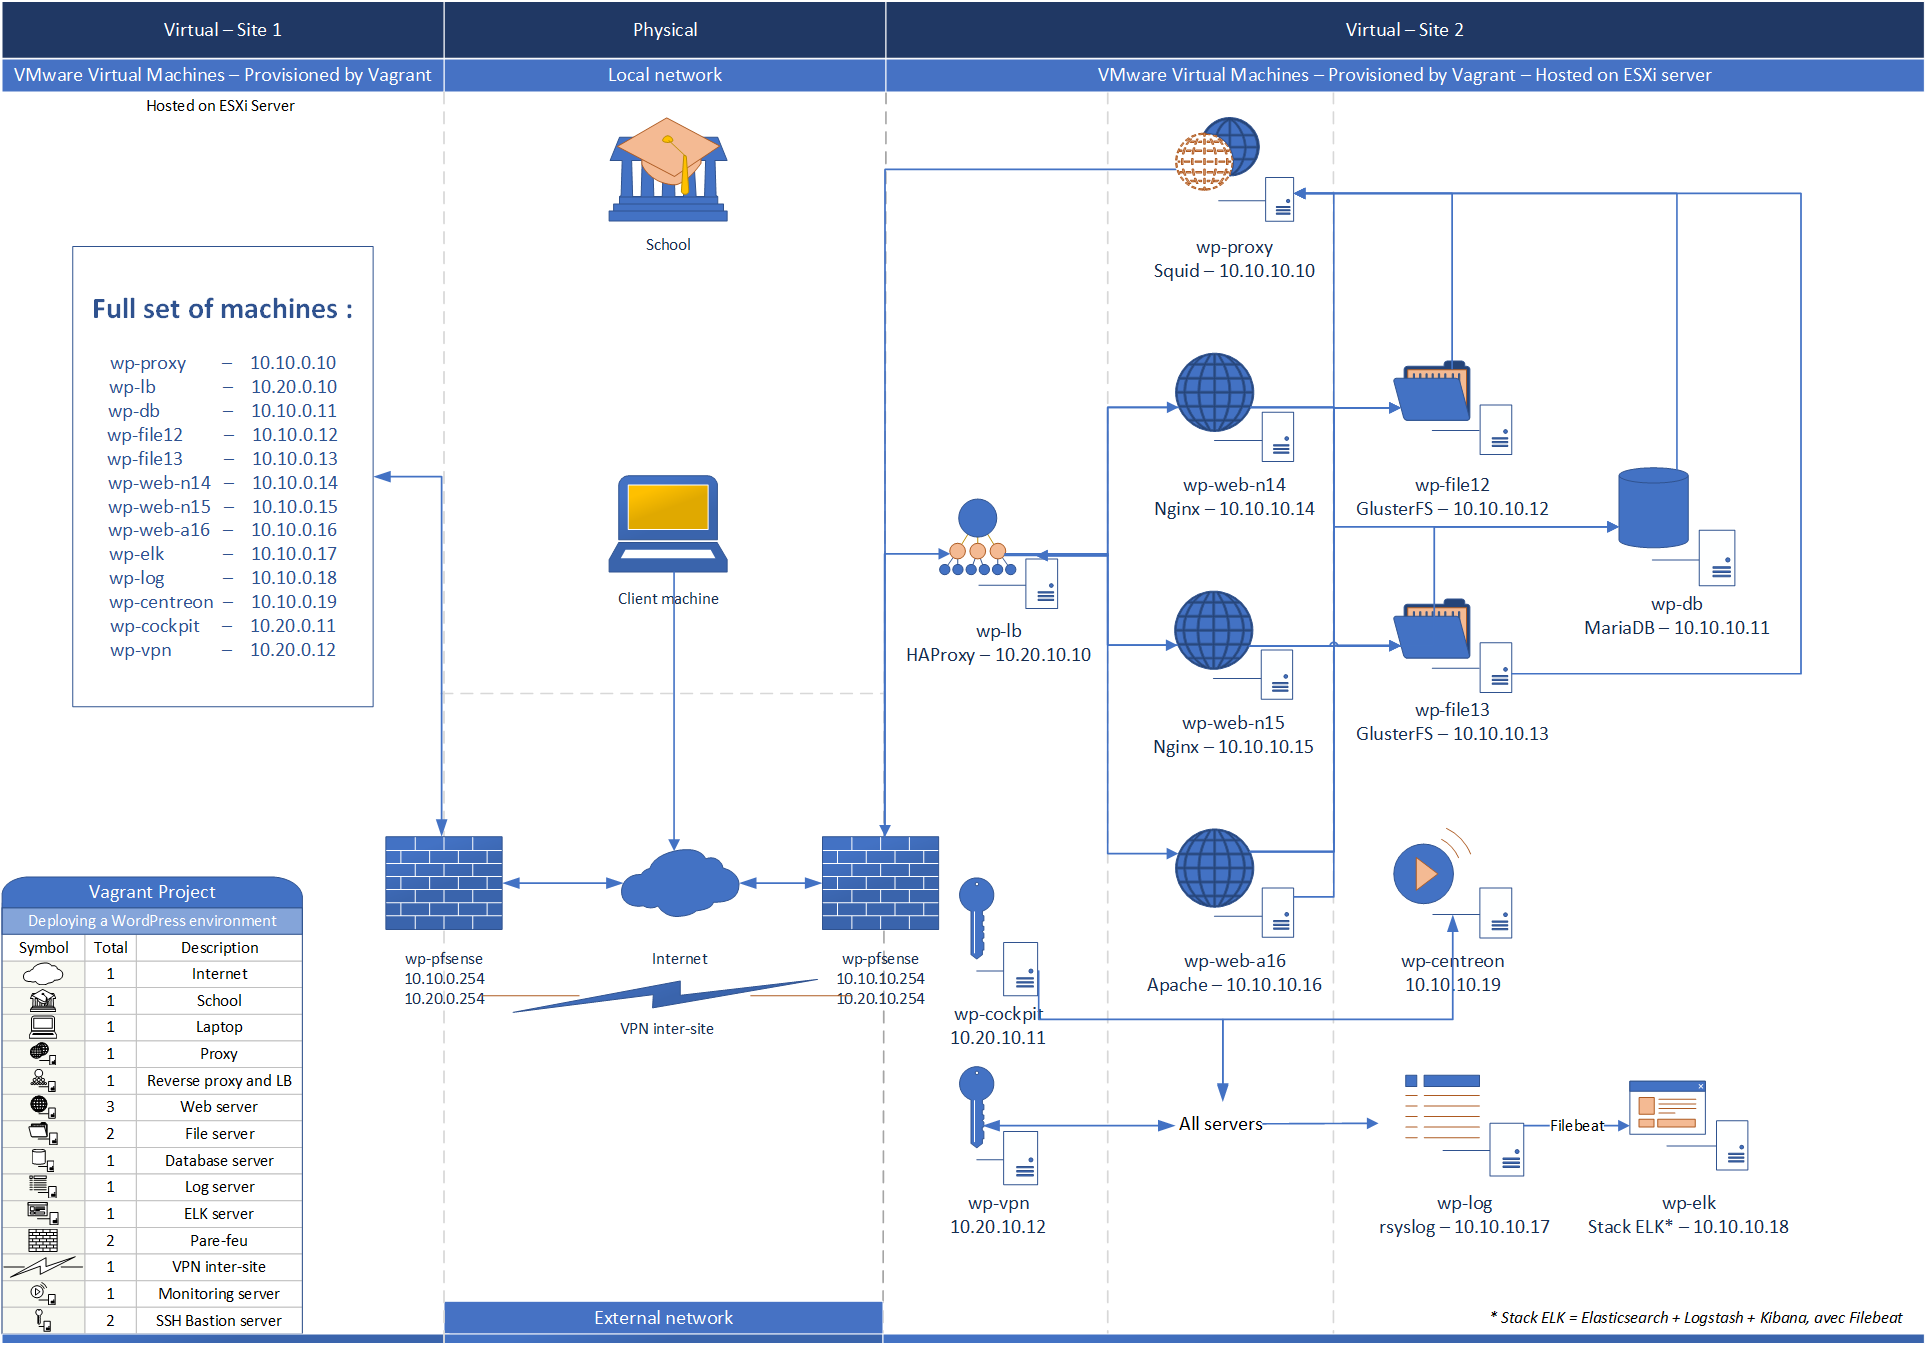 Virtual – Site 1
Physical
Virtual – Site 2
VMware Virtual Machines – Provisioned by Vagrant
Local network
VMware Virtual Machines – Provisioned by Vagrant – Hosted on ESXi server
Hosted on ESXi Server
School
Full set of machines :
wp-proxy – 10.10.0.10
wp-lb – 10.20.0.10
wp-db – 10.10.0.11
wp-file12 – 10.10.0.12
wp-file13 – 10.10.0.13
wp-web-n14 – 10.10.0.14
wp-web-n15 – 10.10.0.15
wp-web-a16 – 10.10.0.16
wp-elk – 10.10.0.17
wp-log – 10.10.0.18
wp-centreon – 10.10.0.19
wp-cockpit – 10.20.0.11
wp-vpn – 10.20.0.12
Client machine
wp-proxy
Squid – 10.10.10.10
wp-web-n14
Nginx – 10.10.10.14
wp-file12
GlusterFS – 10.10.10.12
wp-lb
HAProxy – 10.20.10.10
wp-db
MariaDB – 10.10.10.11
wp-web-n15
Nginx – 10.10.10.15
wp-file13
GlusterFS – 10.10.10.13
wp-web-a16
Apache – 10.10.10.16
wp-centreon
10.10.10.19
wp-pfsense
10.10.0.254
10.20.0.254
Internet
VPN inter-site
wp-pfsense
10.10.10.254
10.20.10.254
wp-cockpit
10.20.10.11
wp-vpn
10.20.10.12
All servers
Filebeat
wp-log
rsyslog – 10.10.10.17
wp-elk
Stack ELK* – 10.10.10.18
Vagrant Project
Deploying a WordPress environment
Symbol Total Description
1 Internet
1 School
1 Laptop
1 Proxy
1 Reverse proxy and LB
3 Web server
2 File server
1 Database server
1 Log server
1 ELK server
2 Pare-feu
1 VPN inter-site
1 Monitoring server
2 SSH Bastion server
External network
* Stack ELK = Elasticsearch + Logstash + Kibana, avec Filebeat